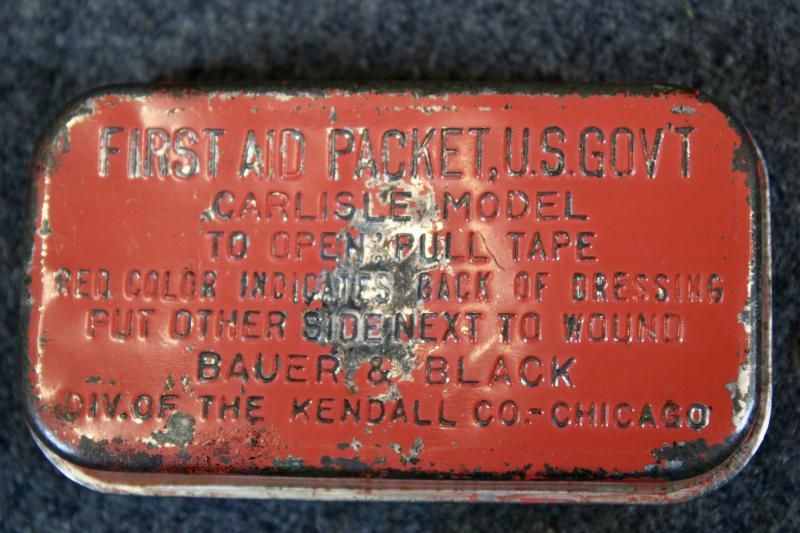 FIRST AID PACKET, U.S. GOV'T
CARLISLE MODEL
TO OPEN: PULL TAPE
RED COLOR INDICATES BACK OF DRESSING
PUT OTHER SIDE NEXT TO WOUND
BAUER & BLACK
DIV. OF THE KENDALL CO.-CHICAGO